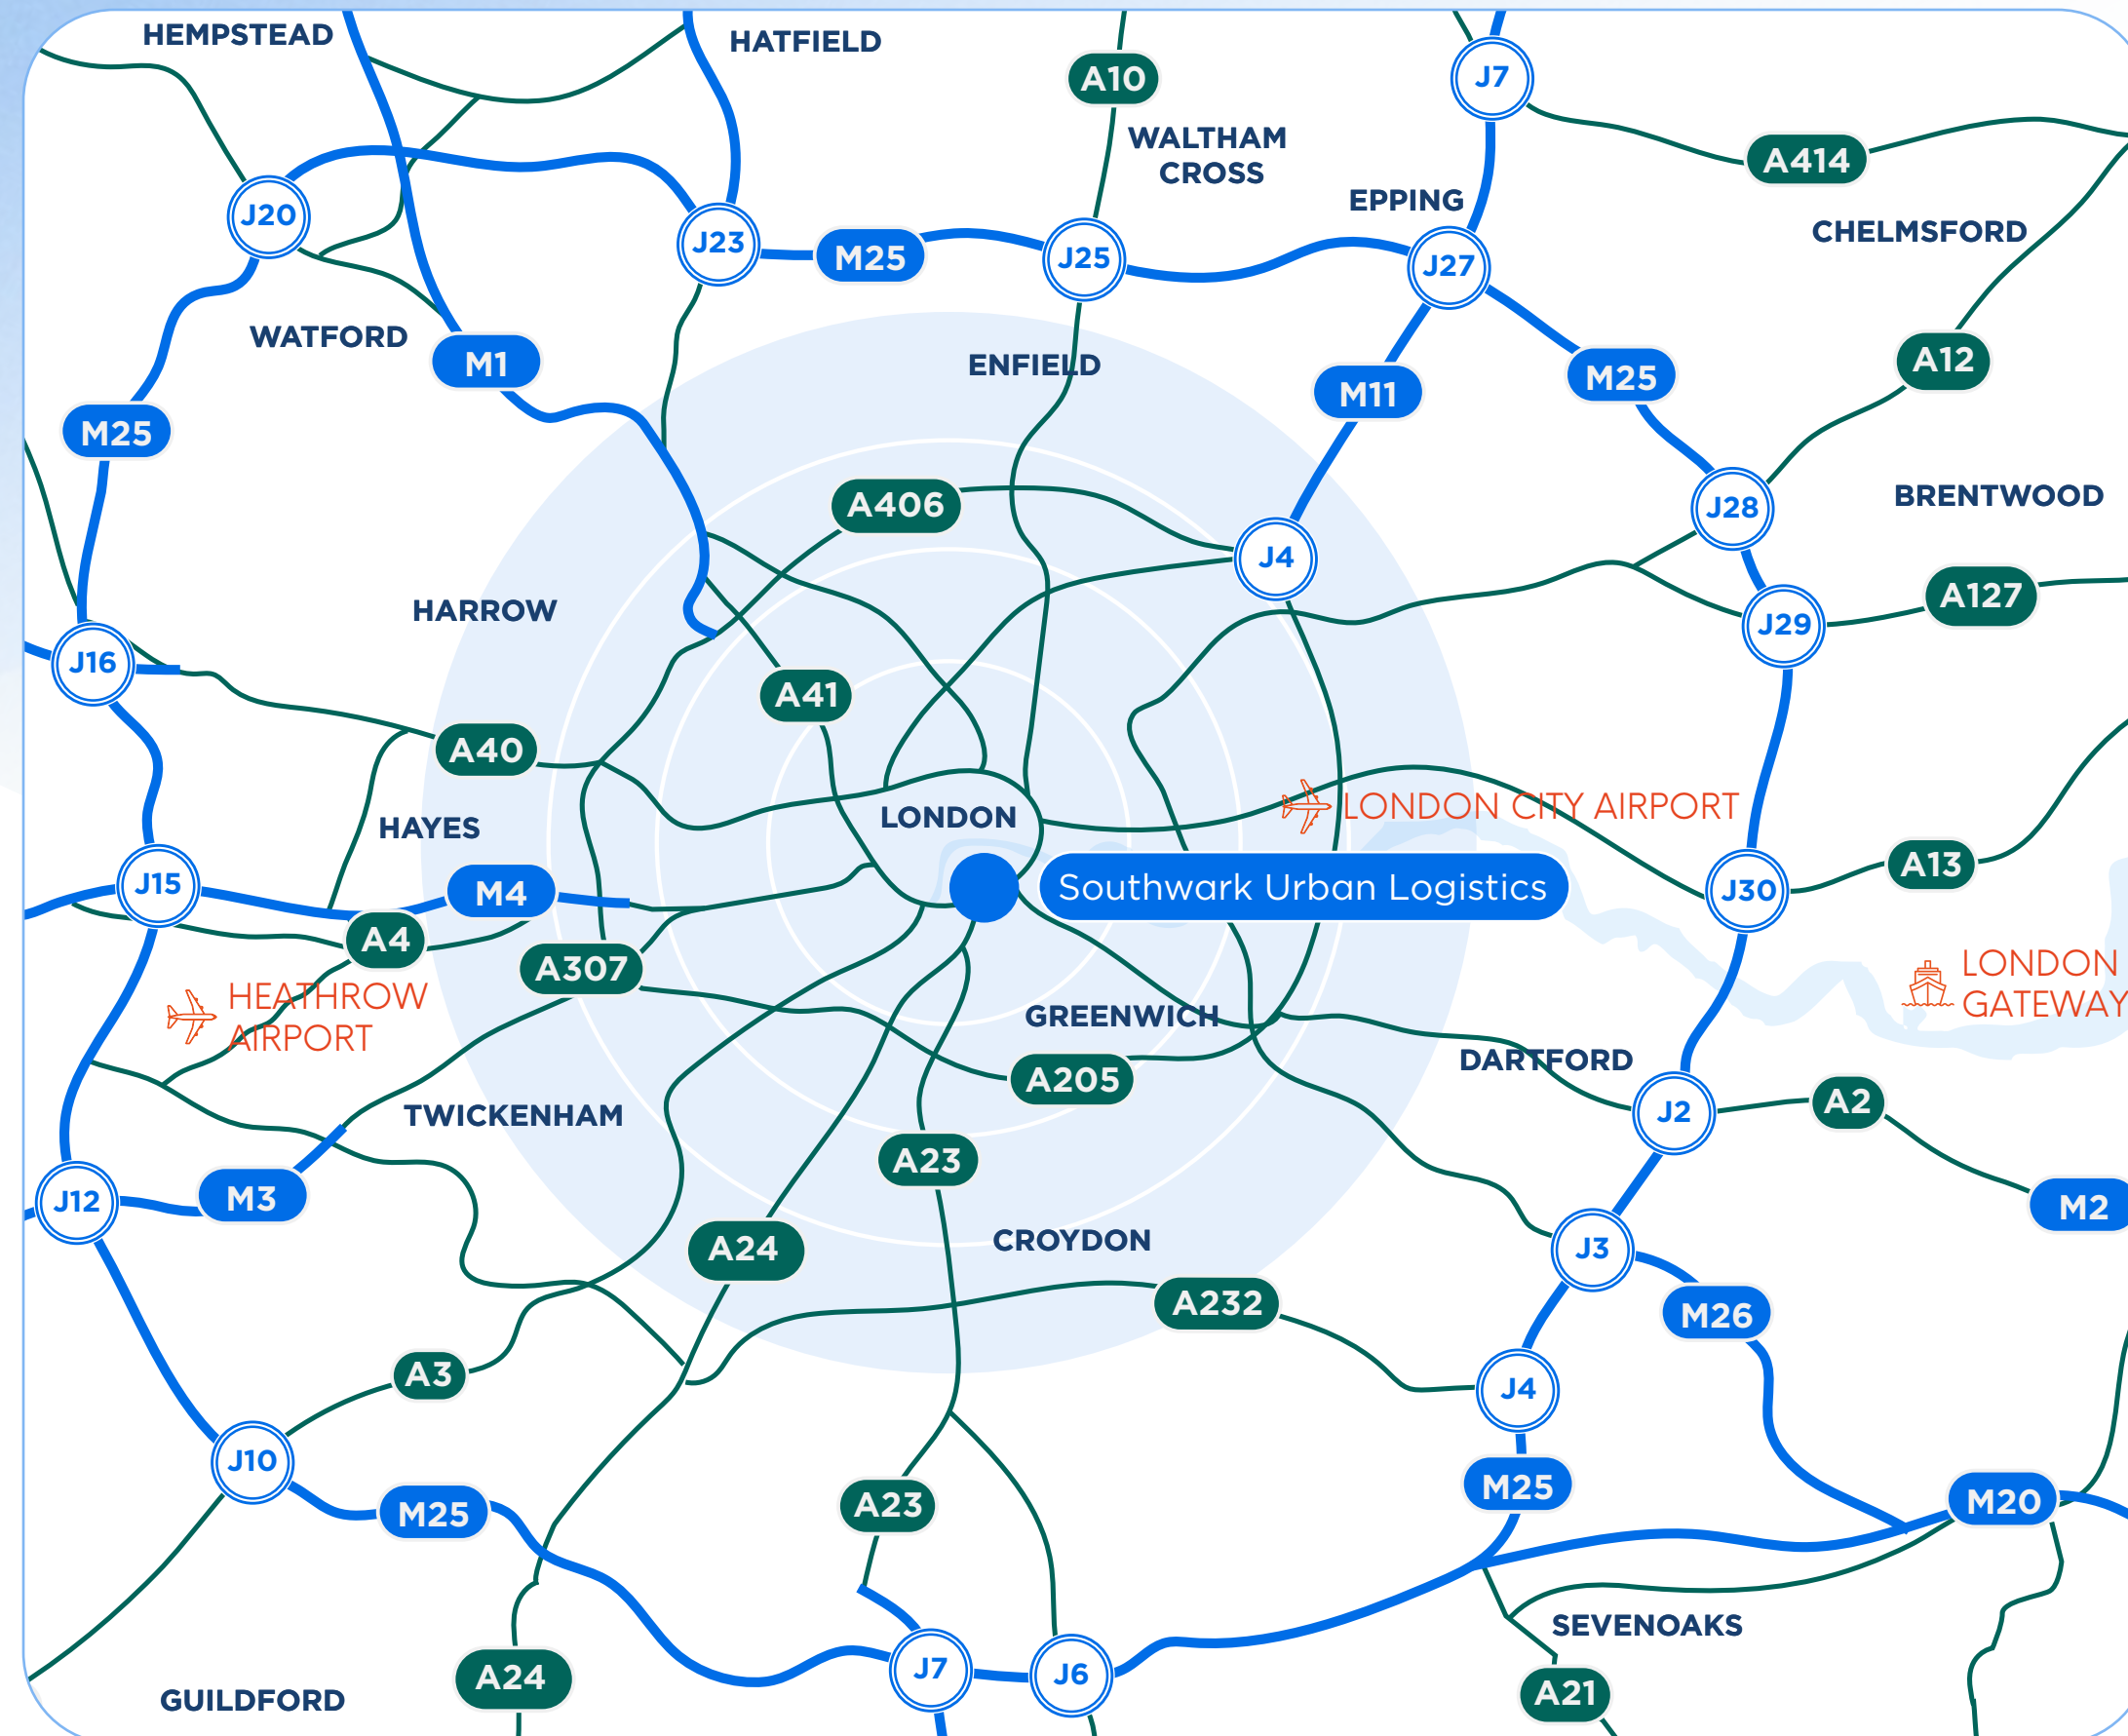 HEMPSTEAD
HATFIELD
A10
J7
WALTHAM
CROSS
A414
EPPING
CHELMSFORD
J20
J23
M25
J25
J27
WATFORD
M1
ENFIELD
M11
M25
A12
M25
A406
J28
BRENTWOOD
J4
HARROW
A127
J29
J16
A41
A40
LONDON CITY AIRPORT
LONDON
HAYES
A13
J15
M4
Southwark Urban Logistics
J30
A4
A307
LONDON
GATEWAY
HEATHROW
AIRPORT
GREENWICH
DARTFORD
A205
A2
TWICKENHAM
J2
A23
M3
J12
M2
A24
CROYDON
J3
A232
M26
A3
J4
J10
M25
M20
M25
A23
SEVENOAKS
J7
J6
A24
A21
GUILDFORD